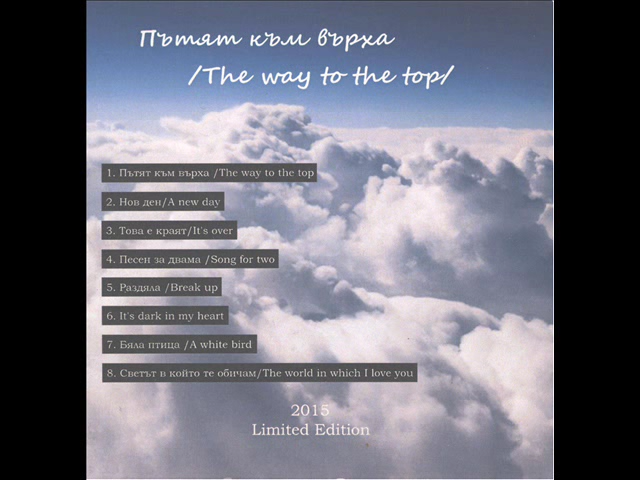 Пътят към върха
/The way to the top/
1. Пътят към върха /The way to the top
2. Нов ден/A new day
3. Това е краят/It's over
4. Песен за двама /Song for two
5. Раздяла /Break up
6. It's dark in my heart
7. Бяла птица /A white bird
8. Светът в който те обичам/The world in which I love you
2015
Limited Edition